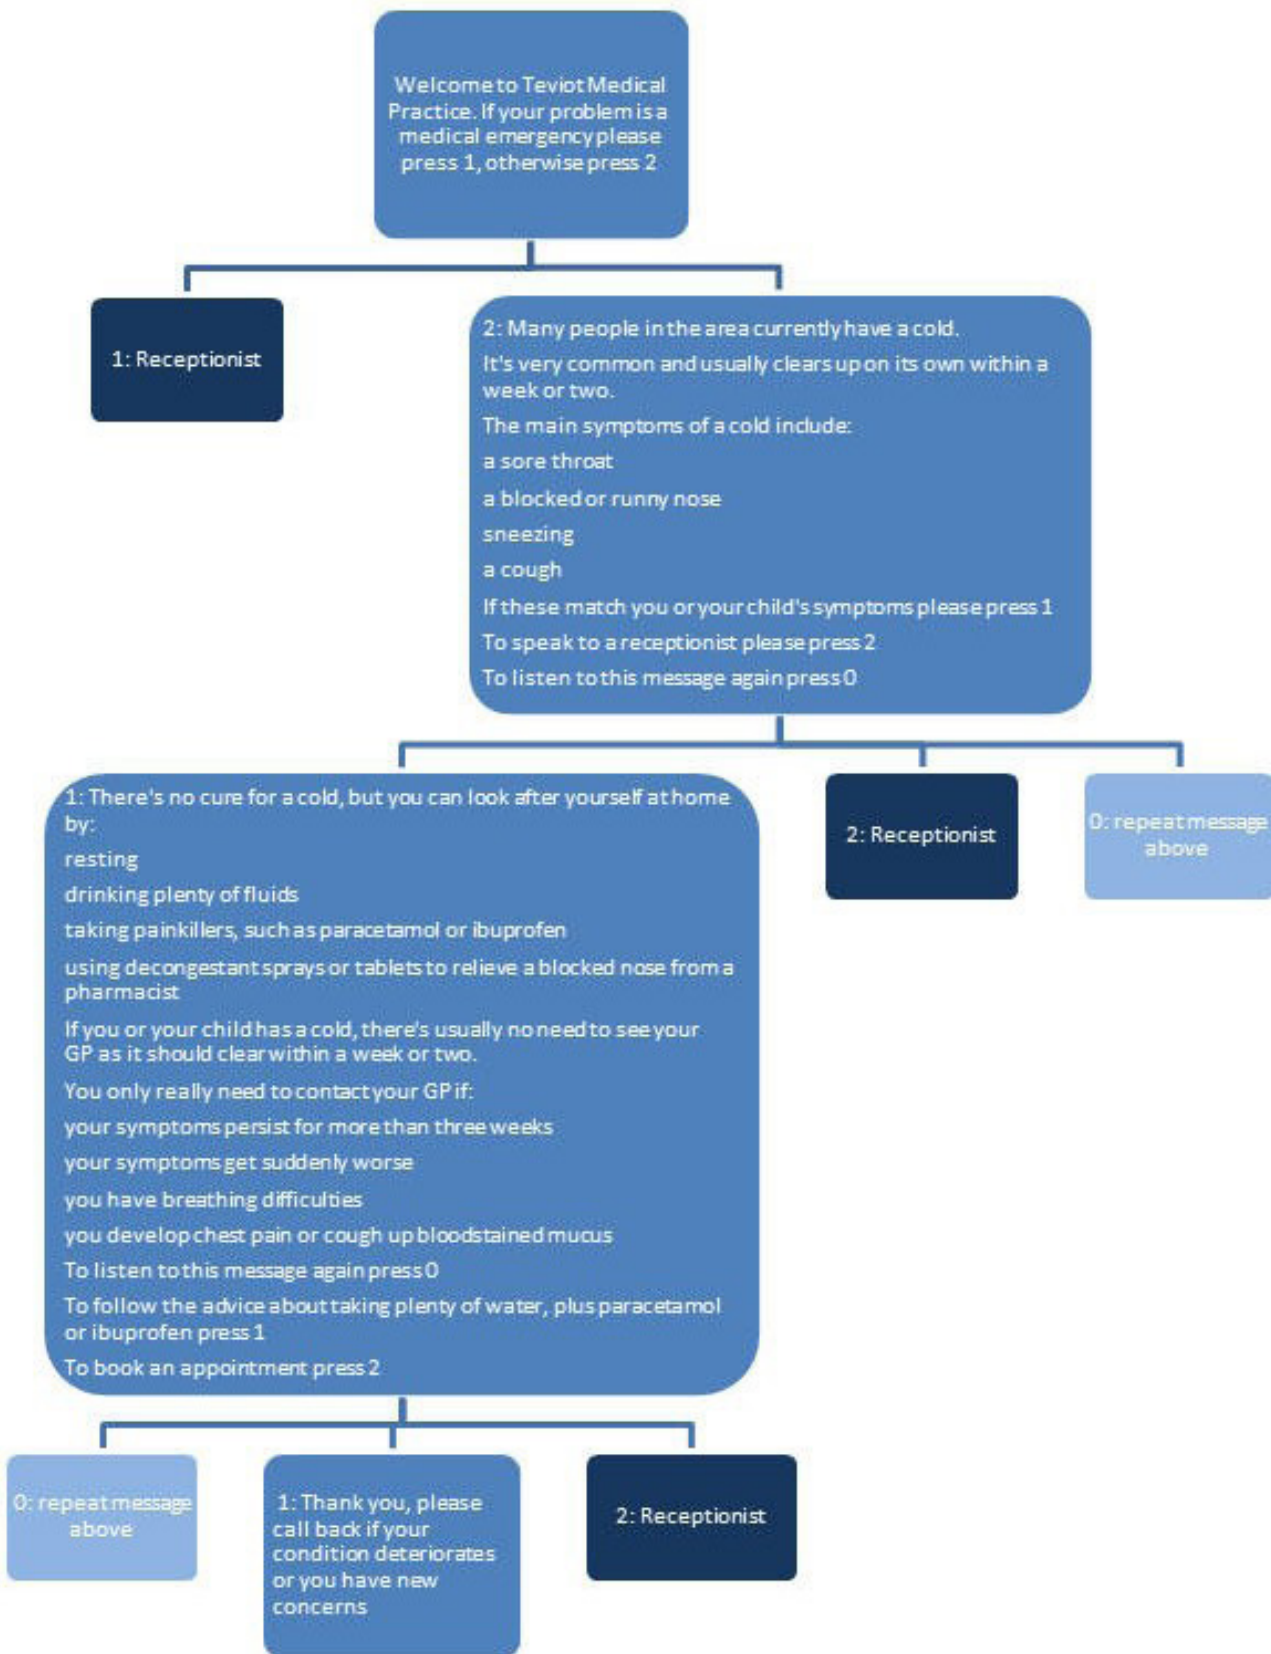 Welcome to Teviot Medical
Practice. If your problem is a
medical emergency please
press 1, otherwise press 2
1: Receptionist
2: Many people in the area currently have a cold.
It's very common and usually clears up on its own within a
week or two.
The main symptoms of a cold include:
a sore throat
a blocked or runny nose
sneezing
a cough
If these match you or your child's symptoms please press 1
To speak to a receptionist please press 2
To listen to this message again press 0
1: There's no cure for a cold, but you can look after yourself at home
by:
resting
drinking plenty of fluids
taking painkillers, such as paracetamol or ibuprofen
using decongestant sprays or tablets to relieve a blocked nose from a
pharmacist
If you or your child has a cold, there's usually no need to see your
GP as it should clear within a week or two.
You only really need to contact your GP if:
your symptoms persist for more than three weeks
your symptoms get suddenly worse
you have breathing difficulties
you develop chest pain or cough up bloodstained mucus
To listen to this message again press 0
To follow the advice about taking plenty of water, plus paracetamol
or ibuprofen press 1
To book an appointment press 2
2: Receptionist
0: repeat message
above
0: repeat message
above
1: Thank you, please
call back if your
condition deteriorates
or you have new
concerns
2: Receptionist